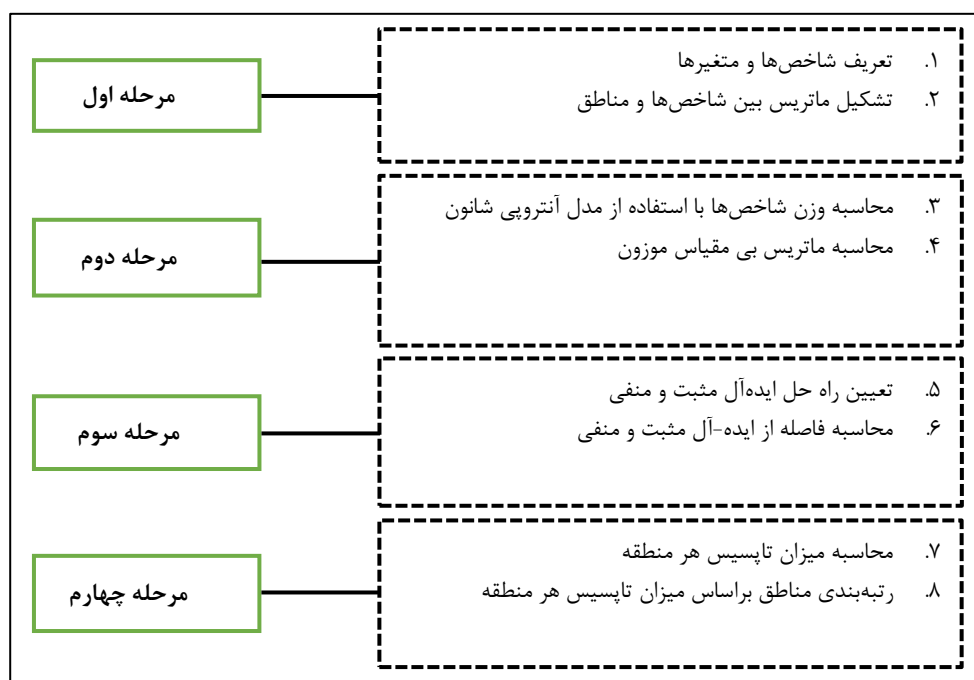 مرحله اول
۱. تعریف شاخص‌ها و متغیرها
۲. تشکیل ماتریس بین شاخص‌ها و مناطق
مرحله دوم
۳. محاسبه وزن شاخص‌ها با استفاده از مدل آنتروپی شانون
۴. محاسبه ماتریس بی مقیاس موزون
مرحله سوم
۵. تعیین راه حل ایده‌آل مثبت و منفی
۶. محاسبه فاصله از ایده-آل مثبت و منفی
مرحله چهارم
۷. محاسبه میزان تاپسیس هر منطقه
۸. رتبه‌بندی مناطق براساس میزان تاپسیس هر منطقه